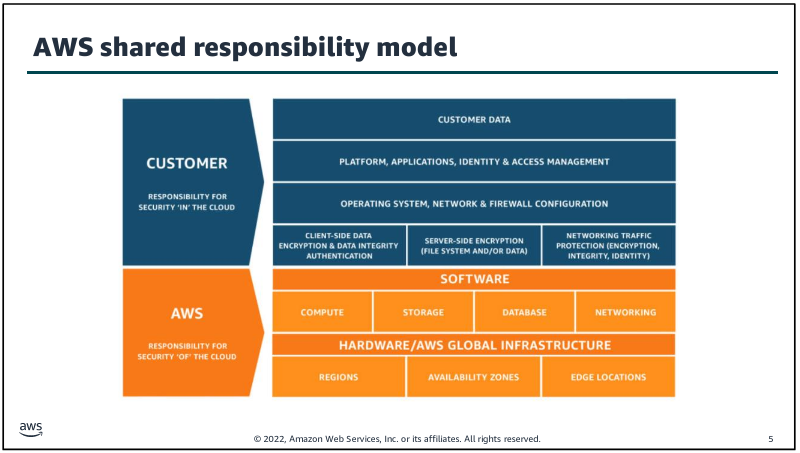 AWS shared responsibility model
CUSTOMER
RESPONSIBILITY FOR
SECURITY 'IN' THE CLOUD
CUSTOMER DATA
PLATFORM, APPLICATIONS, IDENTITY & ACCESS MANAGEMENT
OPERATING SYSTEM, NETWORK & FIREWALL CONFIGURATION
CLIENT-SIDE DATA
ENCRYPTION & DATA INTEGRITY
AUTHENTICATION
SERVER-SIDE ENCRYPTION
(FILE SYSTEM AND/OR DATA)
NETWORKING TRAFFIC
PROTECTION (ENCRYPTION,
INTEGRITY, IDENTITY)
AWS
RESPONSIBILITY FOR
SECURITY 'OF' THE CLOUD
SOFTWARE
COMPUTE
STORAGE
DATABASE
NETWORKING
HARDWARE/AWS GLOBAL INFRASTRUCTURE
REGIONS
AVAILABILITY ZONES
EDGE LOCATIONS
aws
© 2022, Amazon Web Services, Inc. or its affiliates. All rights reserved.
5